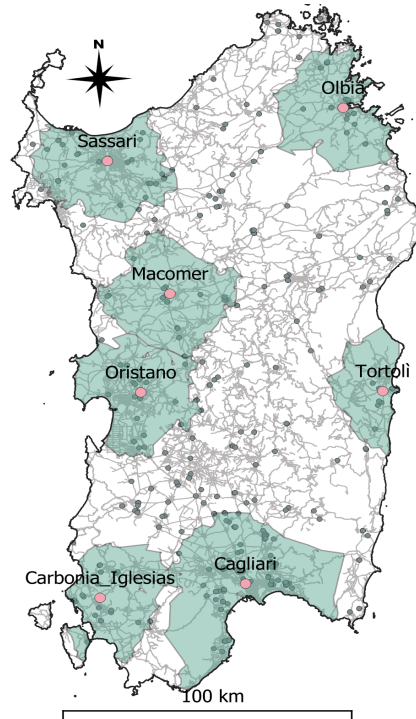 N
Olbia
Sassari
Macomer
Oristano
Tortolì
Carbonia_Iglesias
Cagliari
100 km